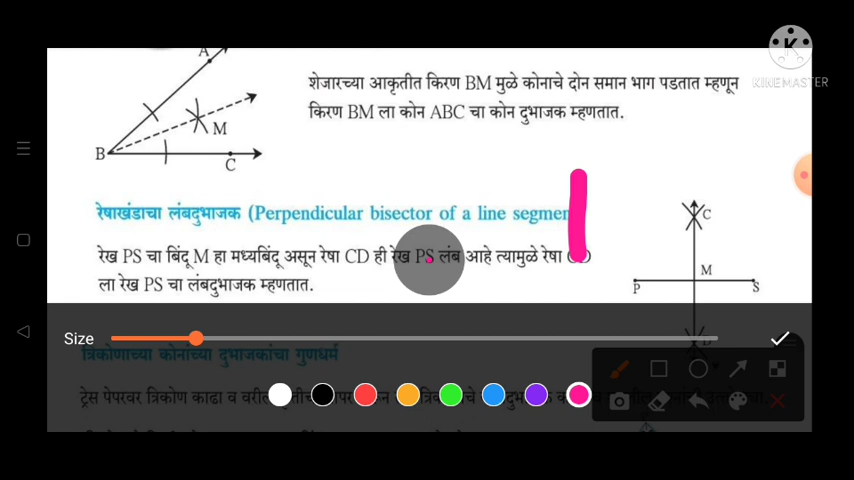 KINEMASTER
A
शेजारच्या आकृतीत किरण BM मुळे कोनाचे दोन समान भाग पडतात म्हणून
किरण BM ला कोन ABC चा कोन दुभाजक म्हणतात.
M
B
C
रेषाखंडाचा लंबदुभाजक (Perpendicular bisector of a line segmen
C
रेख PS चा बिंदू M हा मध्यबिंदू असून रेषा CD ही रेख PS लंब आहे त्यामुळे रेषा CD
ला रेख PS चा लंबदुभाजक म्हणतात.
M
P
S
D
Size
त्रिकोणाच्या कोनांच्या दुभाजकांचा गुणधर्म
ट्रेस पेपरवर त्रिकोण काढा व